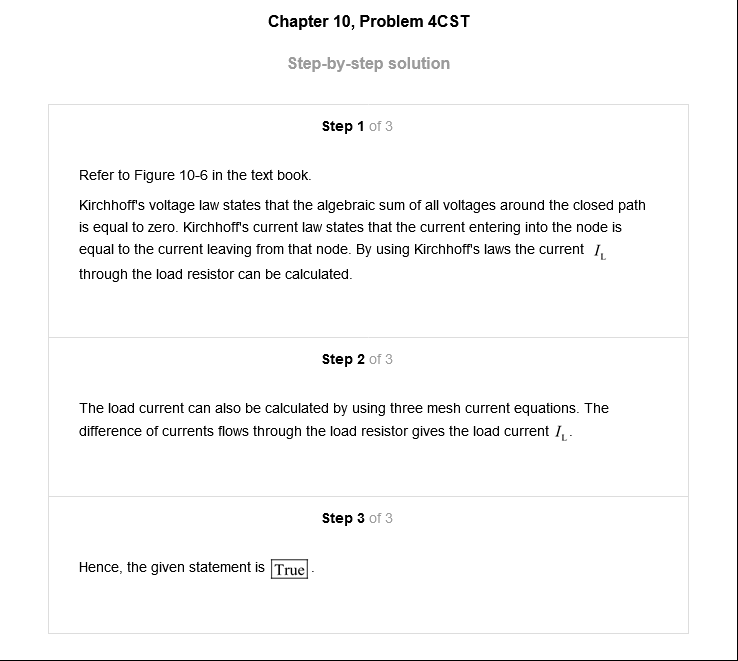 Chapter 10, Problem 4CST
Step-by-step solution
Step 1 of 3
Refer to Figure 10-6 in the text book.
Kirchhoff's voltage law states that the algebraic sum of all voltages around the closed path
is equal to zero. Kirchhoff's current law states that the current entering into the node is
equal to the current leaving from that node. By using Kirchhoff's laws the current I_L
through the load resistor can be calculated.
Step 2 of 3
The load current can also be calculated by using three mesh current equations. The
difference of currents flows through the load resistor gives the load current I_L.
Step 3 of 3
Hence, the given statement is True.